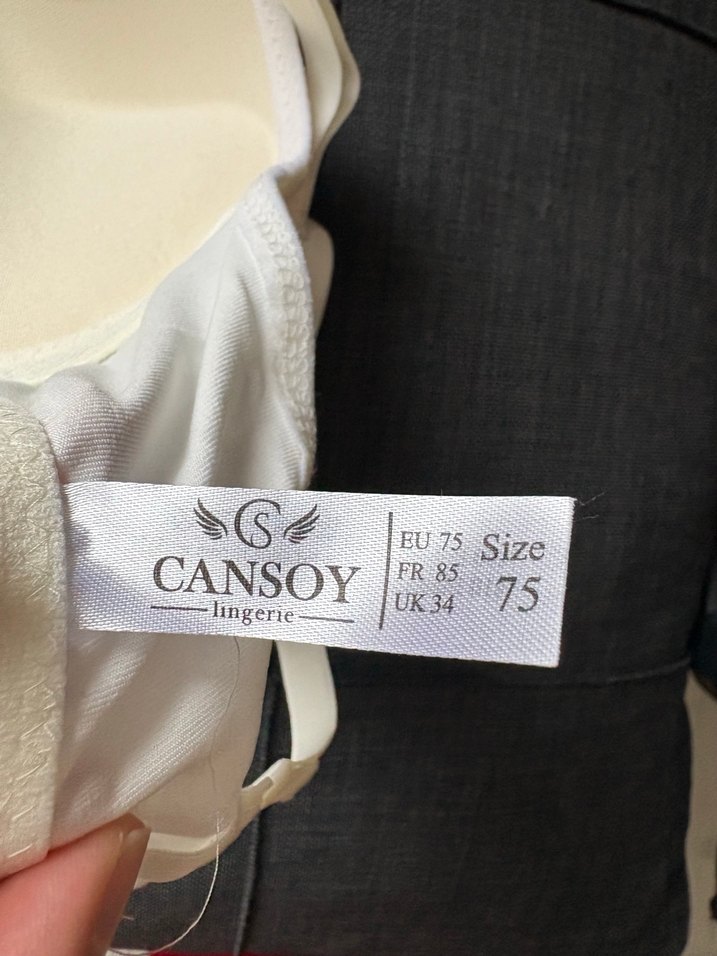 CS
CANSOY
lingerie
EU 75
FR 85
UK 34
Size
75